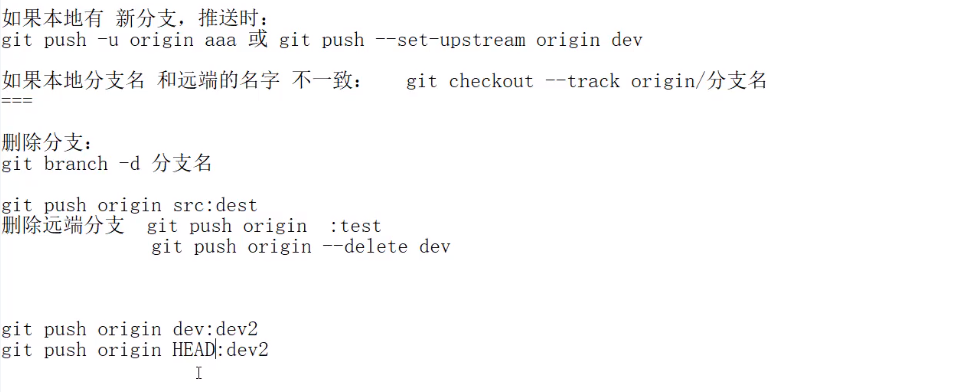 如果本地有 新分支，推送时：
git push -u origin aaa 或 git push --set-upstream origin dev
如果本地分支名 和远端的名字 不一致： git checkout --track origin/分支名
===
删除分支：
git branch -d 分支名
git push origin src:dest
删除远端分支 git push origin :test
git push origin --delete dev
git push origin dev:dev2
git push origin HEAD:dev2